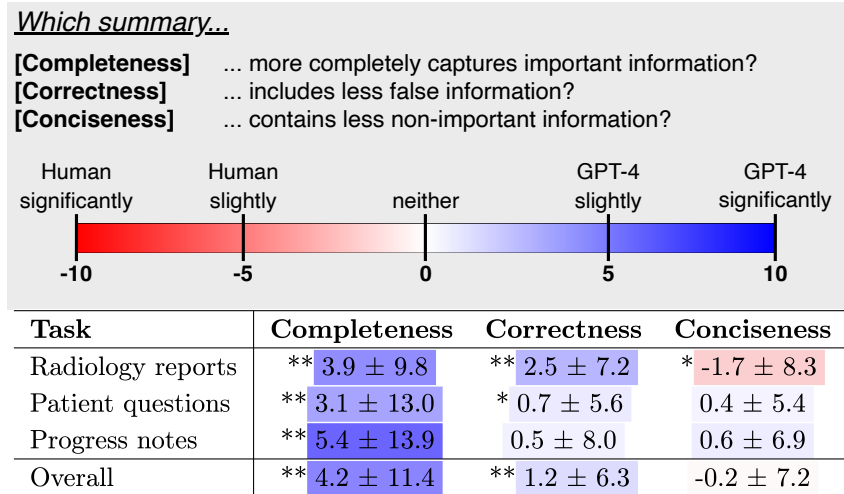 Which summary...
[Completeness] ... more completely captures important information?
[Correctness] ... includes less false information?
[Conciseness] ... contains less non-important information?
Human significantly Human slightly neither GPT-4 slightly GPT-4 significantly
-10 -5 0 5 10
Task Completeness Correctness Conciseness
Radiology reports **3.9 ± 9.8 **2.5 ± 7.2 *-1.7 ± 8.3
Patient questions **3.1 ± 13.0 *0.7 ± 5.6 0.4 ± 5.4
Progress notes **5.4 ± 13.9 0.5 ± 8.0 0.6 ± 6.9
Overall **4.2 ± 11.4 **1.2 ± 6.3 -0.2 ± 7.2